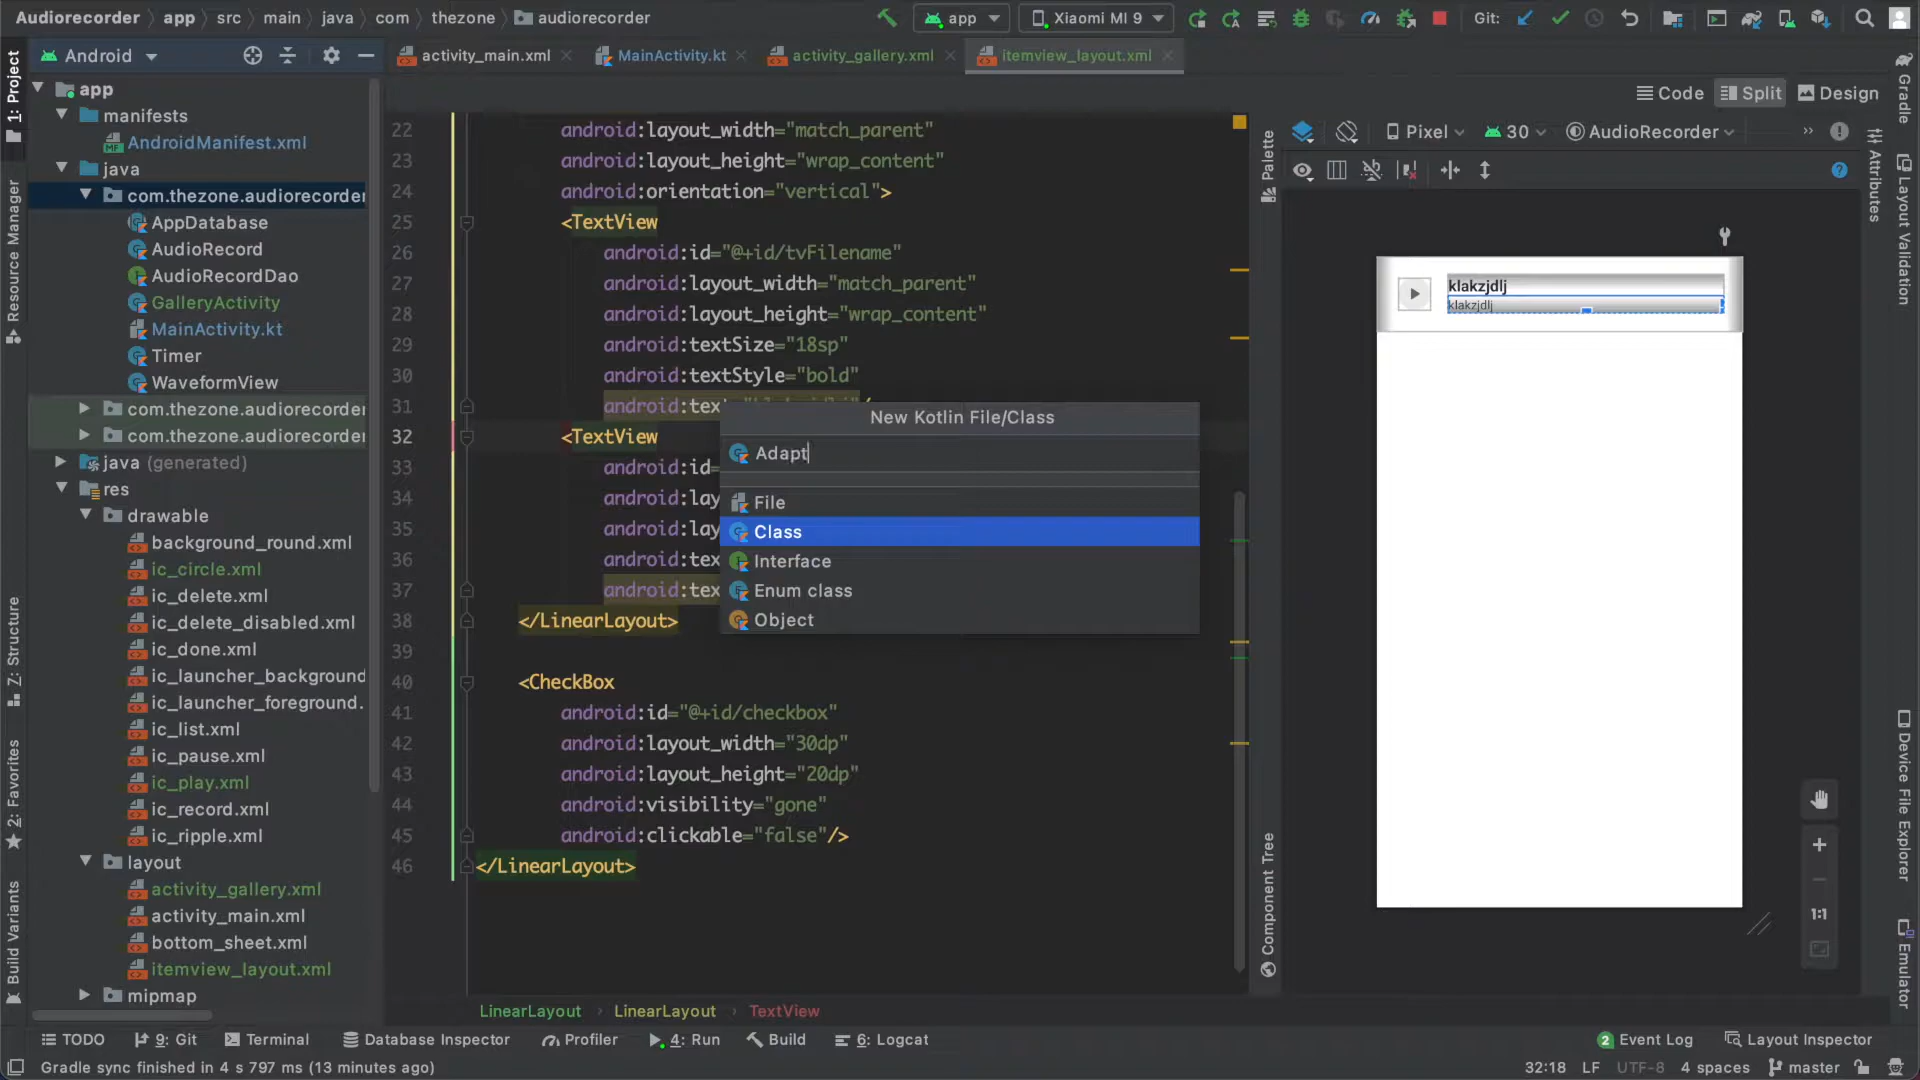 Audiorecorder app src main java com thezone audiorecorder
app
Xiaomi MI 9
Git:
1: Project
Android
activity_main.xml
MainActivity.kt
activity_gallery.xml
itemview_layout.xml
app
manifests
AndroidManifest.xml
java
com.thezone.audiorecorder
AppDatabase
AudioRecord
AudioRecordDao
GalleryActivity
MainActivity.kt
Timer
WaveformView
com.thezone.audiorecorder
com.thezone.audiorecorder
java (generated)
res
drawable
background_round.xml
ic_circle.xml
ic_delete.xml
ic_delete_disabled.xml
ic_done.xml
ic_launcher_background
ic_launcher_foreground.
ic_list.xml
ic_pause.xml
ic_play.xml
ic_record.xml
ic_ripple.xml
layout
activity_gallery.xml
activity_main.xml
bottom_sheet.xml
itemview_layout.xml
mipmap
Resource Manager
Z: Structure
2: Favorites
Build Variants
22 android:layout_width="match_parent"
23 android:layout_height="wrap_content"
24 android:orientation="vertical">
25 <TextView
26 android:id="@+id/tvFilename"
27 android:layout_width="match_parent"
28 android:layout_height="wrap_content"
29 android:textSize="18sp"
30 android:textStyle="bold"
31 android:tex
32 <TextView
33 android:id=
34 android:lay
35 android:lay
36 android:tex
37 android:tex
38 </LinearLayout>
39
40 <CheckBox
41 android:id="@+id/checkbox"
42 android:layout_width="30dp"
43 android:layout_height="20dp"
44 android:visibility="gone"
45 android:clickable="false"/>
46 </LinearLayout>
New Kotlin File/Class
Adapt
File
Class
Interface
Enum class
Object
LinearLayout LinearLayout TextView
Code Split Design
Palette
Component Tree
Pixel 30 AudioRecorder
klakzjdlj
klakzjdlj
1:1
Gradle
Attributes
Layout Validation
Device File Explorer
Emulator
TODO 9: Git Terminal Database Inspector Profiler 4: Run Build 6: Logcat
2 Event Log Layout Inspector
Gradle sync finished in 4 s 797 ms (13 minutes ago)
32:18 LF UTF-8 4 spaces master